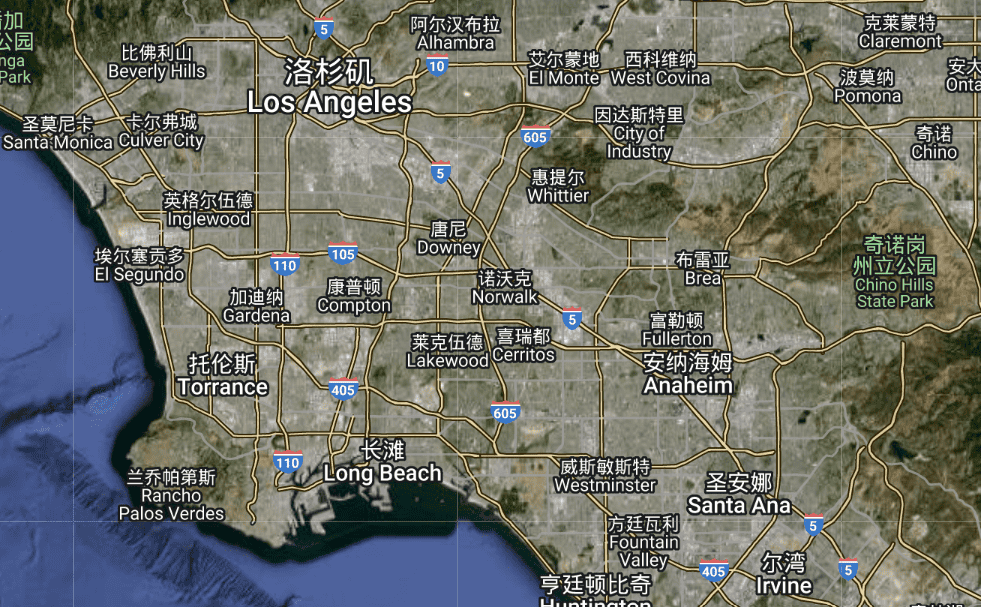 加
公园
nga
Park
5
阿尔汉布拉
Alhambra
克莱蒙特
Claremont
比佛利山
Beverly Hills
洛杉矶
Los Angeles
10
艾尔蒙地
El Monte
西科维纳
West Covina
波莫纳
Pomona
安大
Onta
圣莫尼卡
Santa Monica
卡尔弗城
Culver City
605
因达斯特里
City of
Industry
奇诺
Chino
5
惠提尔
Whittier
英格尔伍德
Inglewood
唐尼
Downey
埃尔塞贡多
El Segundo
110
105
布雷亚
Brea
奇诺岗
州立公园
Chino Hills
State Park
加迪纳
Gardena
康普顿
Compton
诺沃克
Norwalk
5
富勒顿
Fullerton
莱克伍德
Lakewood
喜瑞都
Cerritos
托伦斯
Torrance
405
安纳海姆
Anaheim
605
110
长滩
Long Beach
兰乔帕第斯
Rancho
Palos Verdes
威斯敏斯特
Westminster
圣安娜
Santa Ana
方廷瓦利
Fountain
Valley
5
405
尔湾
Irvine
5
亨廷顿比奇
Huntington